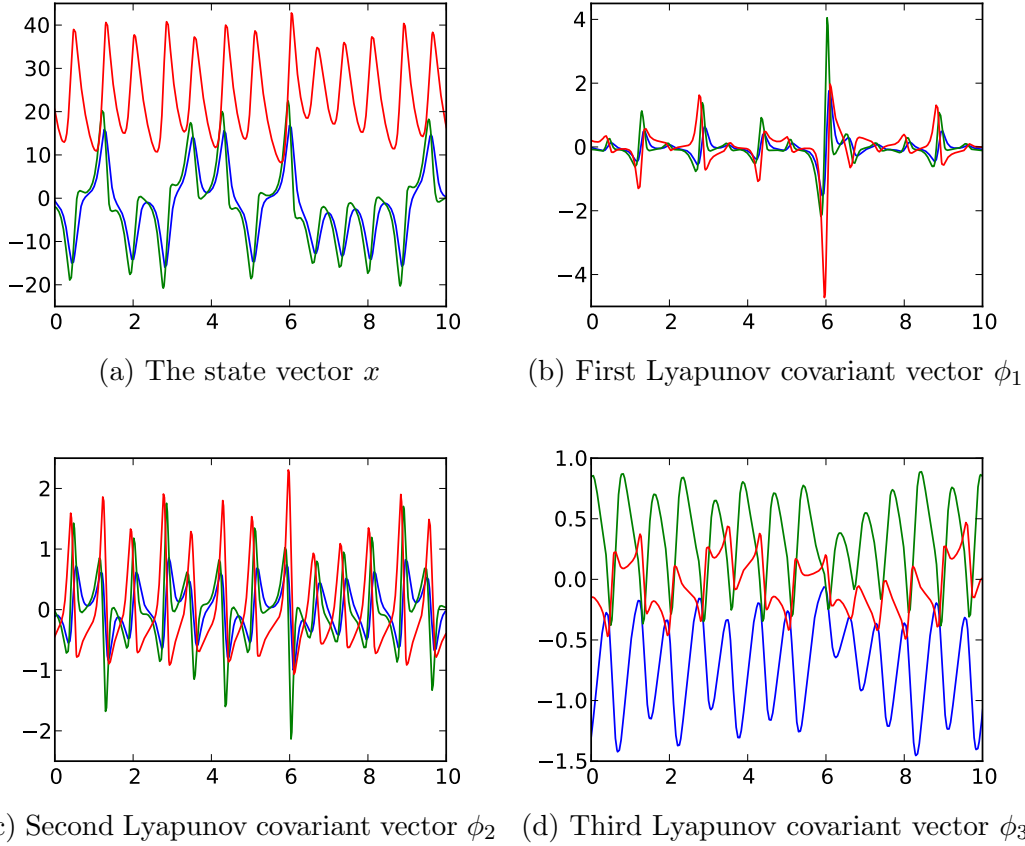 40
30
20
10
0
−10
−20
0 2 4 6 8 10
(a) The state vector x
4
2
0
−2
−4
0 2 4 6 8 10
(b) First Lyapunov covariant vector ϕ1
2
1
0
−1
−2
0 2 4 6 8 10
) Second Lyapunov covariant vector ϕ2
1.0
0.5
0.0
−0.5
−1.0
−1.5
0 2 4 6 8 10
(d) Third Lyapunov covariant vector ϕ3